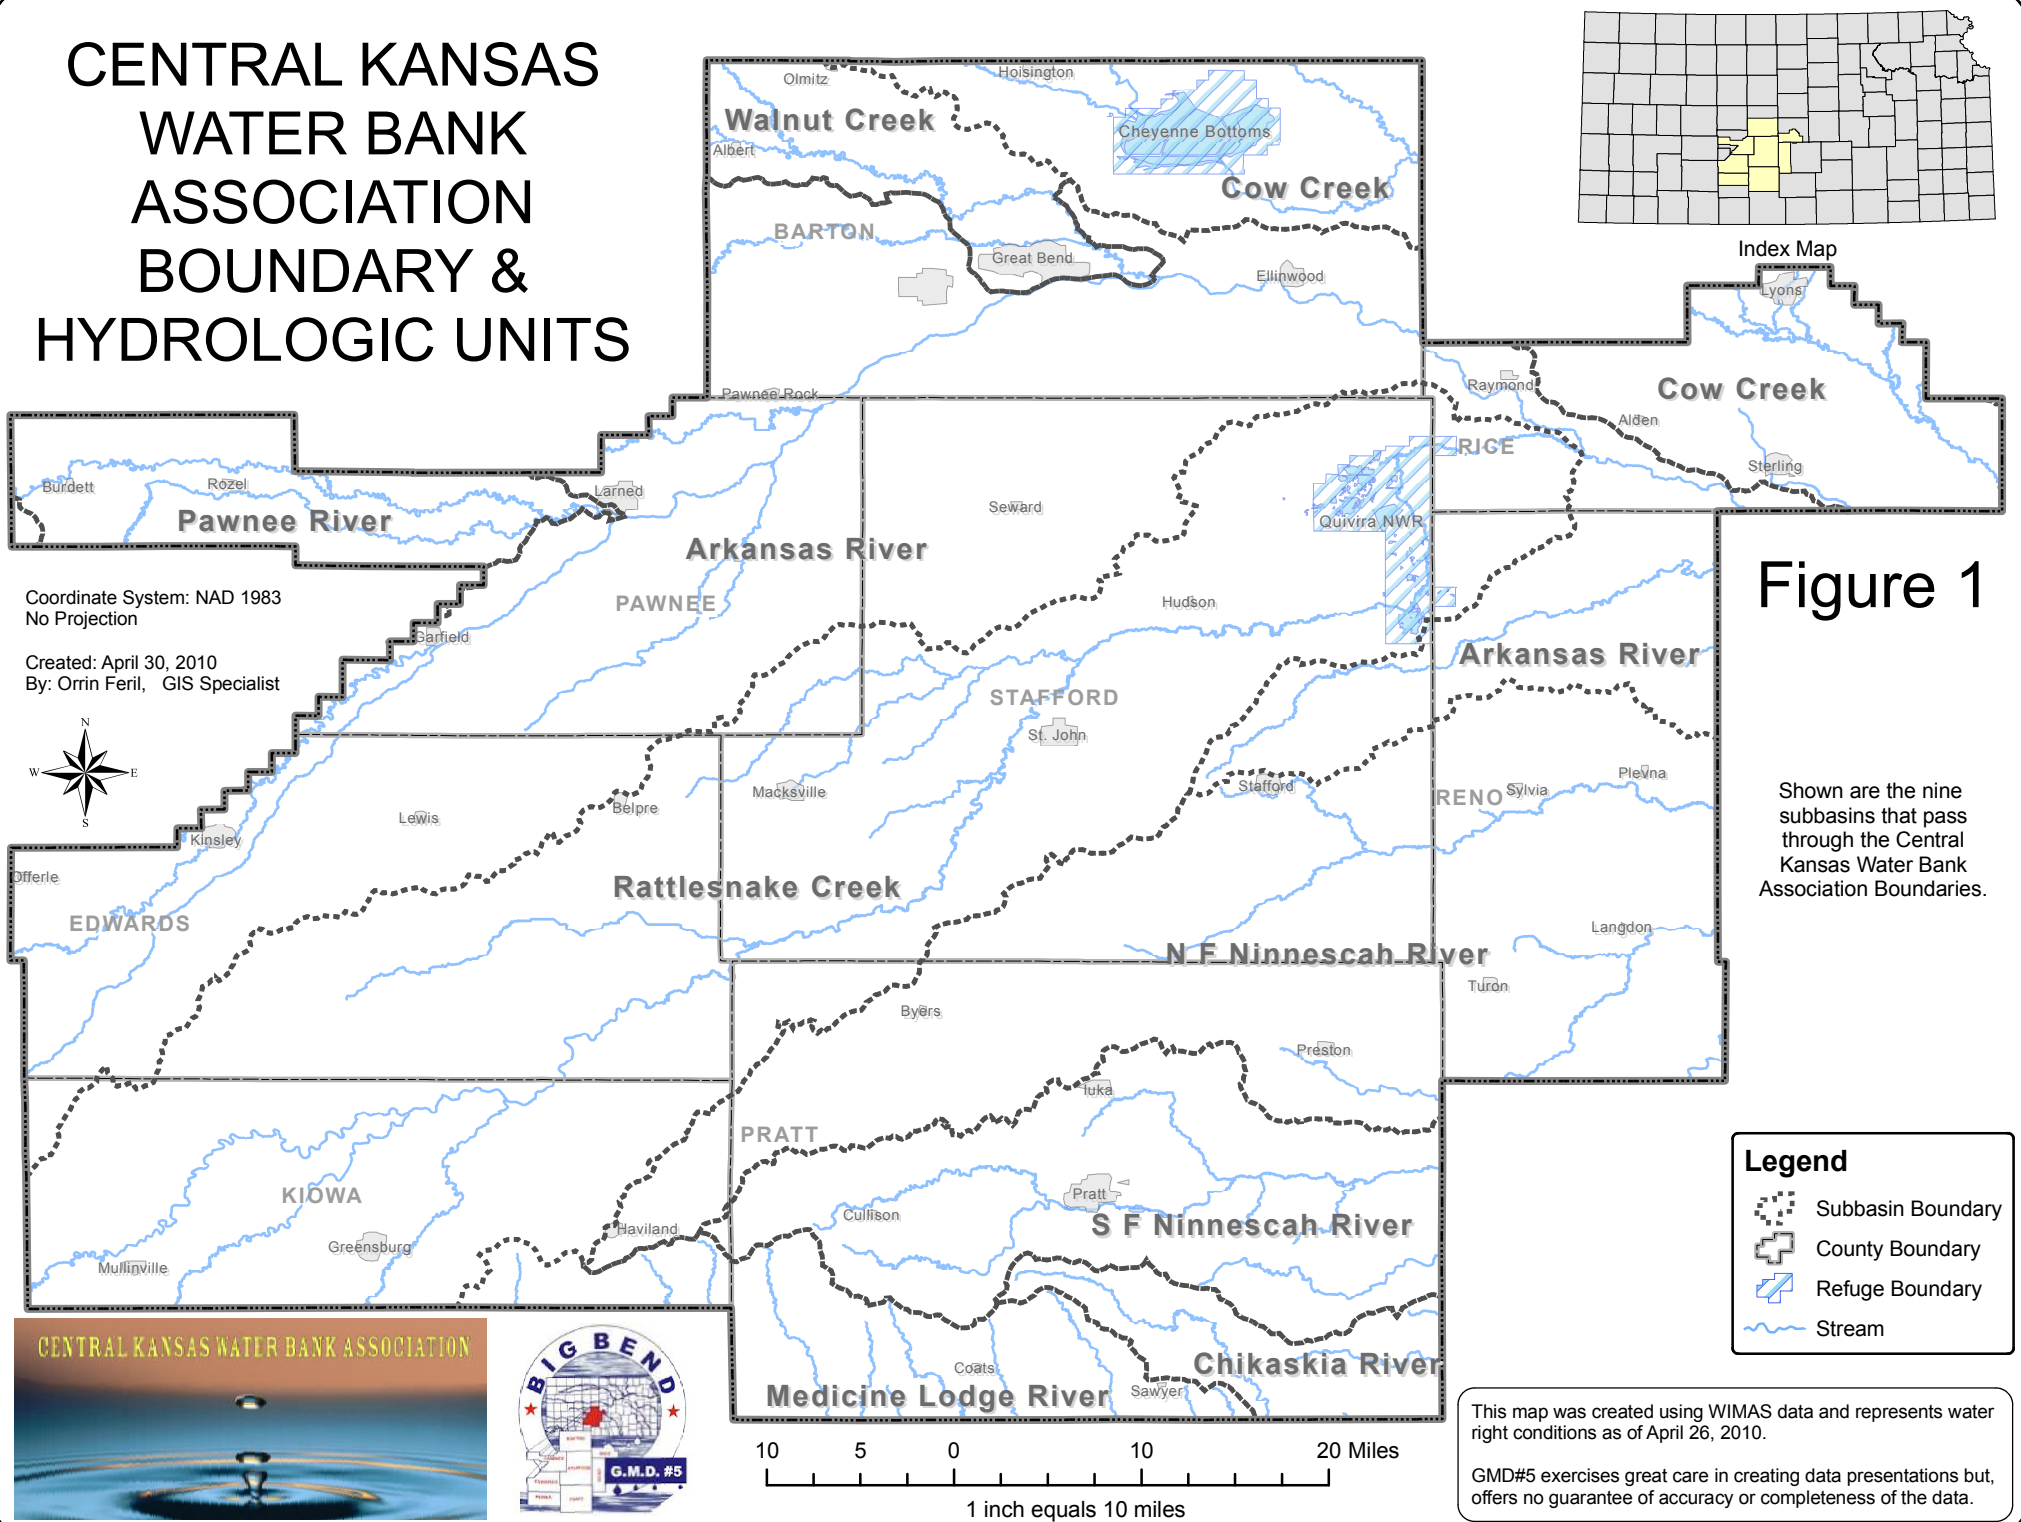 CENTRAL KANSAS
WATER BANK
ASSOCIATION
BOUNDARY &
HYDROLOGIC UNITS
Index Map
Olmitz
Hoisington
Walnut Creek
Cheyenne Bottoms
Albert
Cow Creek
BARTON
Great Bend
Ellinwood
Lyons
Pawnee Rock
Raymond
Cow Creek
Alden
RICE
Sterling
Burdett
Rozel
Larned
Pawnee River
Seward
Quivira NWR
Arkansas River
PAWNEE
Hudson
Garfield
Arkansas River
STAFFORD
St. John
Figure 1
Coordinate System: NAD 1983
No Projection
Created: April 30, 2010
By: Orrin Feril, GIS Specialist
N
W
E
S
Macksville
Stafford
Plevna
RENO
Sylvia
Belpre
Lewis
Kinsley
Offerle
Rattlesnake Creek
EDWARDS
Shown are the nine
subbasins that pass
through the Central
Kansas Water Bank
Association Boundaries.
Langdon
N F Ninnescah River
Turon
Byers
Preston
Iuka
PRATT
KIOWA
Pratt
Cullison
S F Ninnescah River
Haviland
Greensburg
Mullinville
Coats
Chikaskia River
Medicine Lodge River
Sawyer
Legend
Subbasin Boundary
County Boundary
Refuge Boundary
Stream
CENTRAL KANSAS WATER BANK ASSOCIATION
BIG BEND
G.M.D. #5
10 5 0 10 20 Miles
1 inch equals 10 miles
This map was created using WIMAS data and represents water
right conditions as of April 26, 2010.
GMD#5 exercises great care in creating data presentations but,
offers no guarantee of accuracy or completeness of the data.